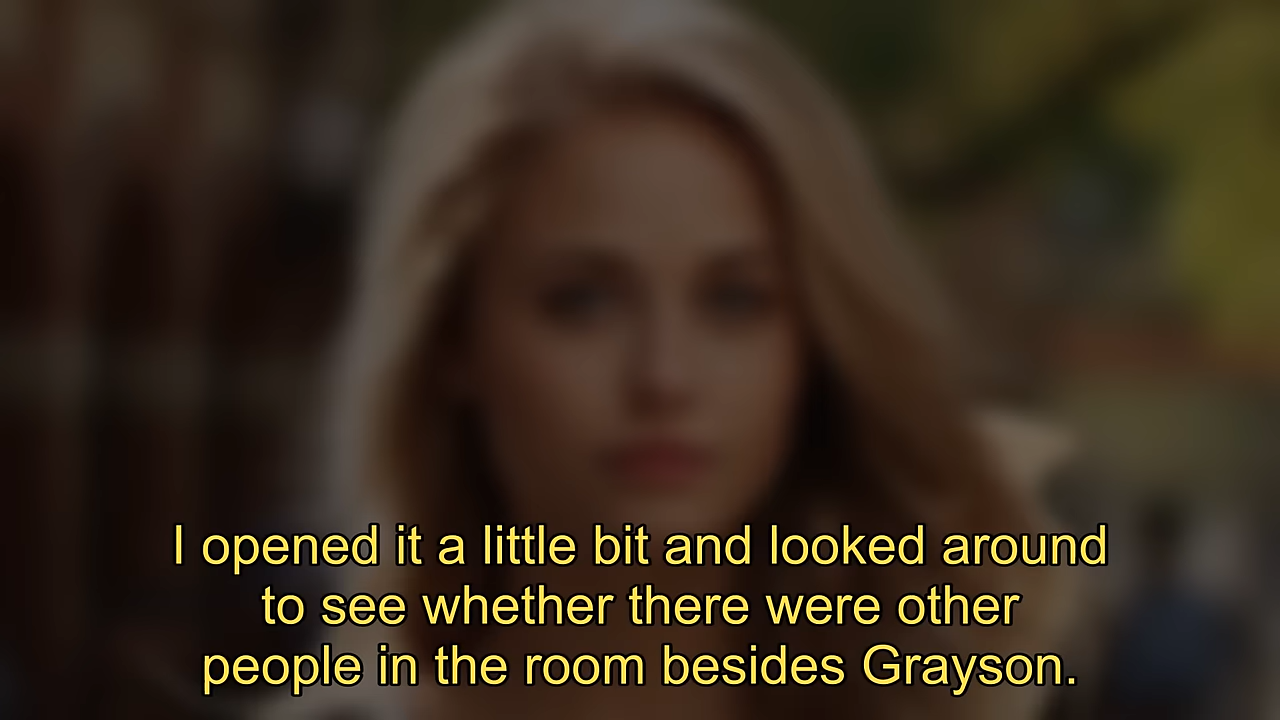 I opened it a little bit and looked around
to see whether there were other
people in the room besides Grayson.